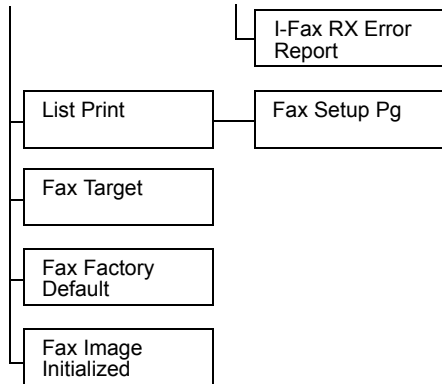 I-Fax RX Error
Report
List Print
Fax Setup Pg
Fax Target
Fax Factory
Default
Fax Image
Initialized